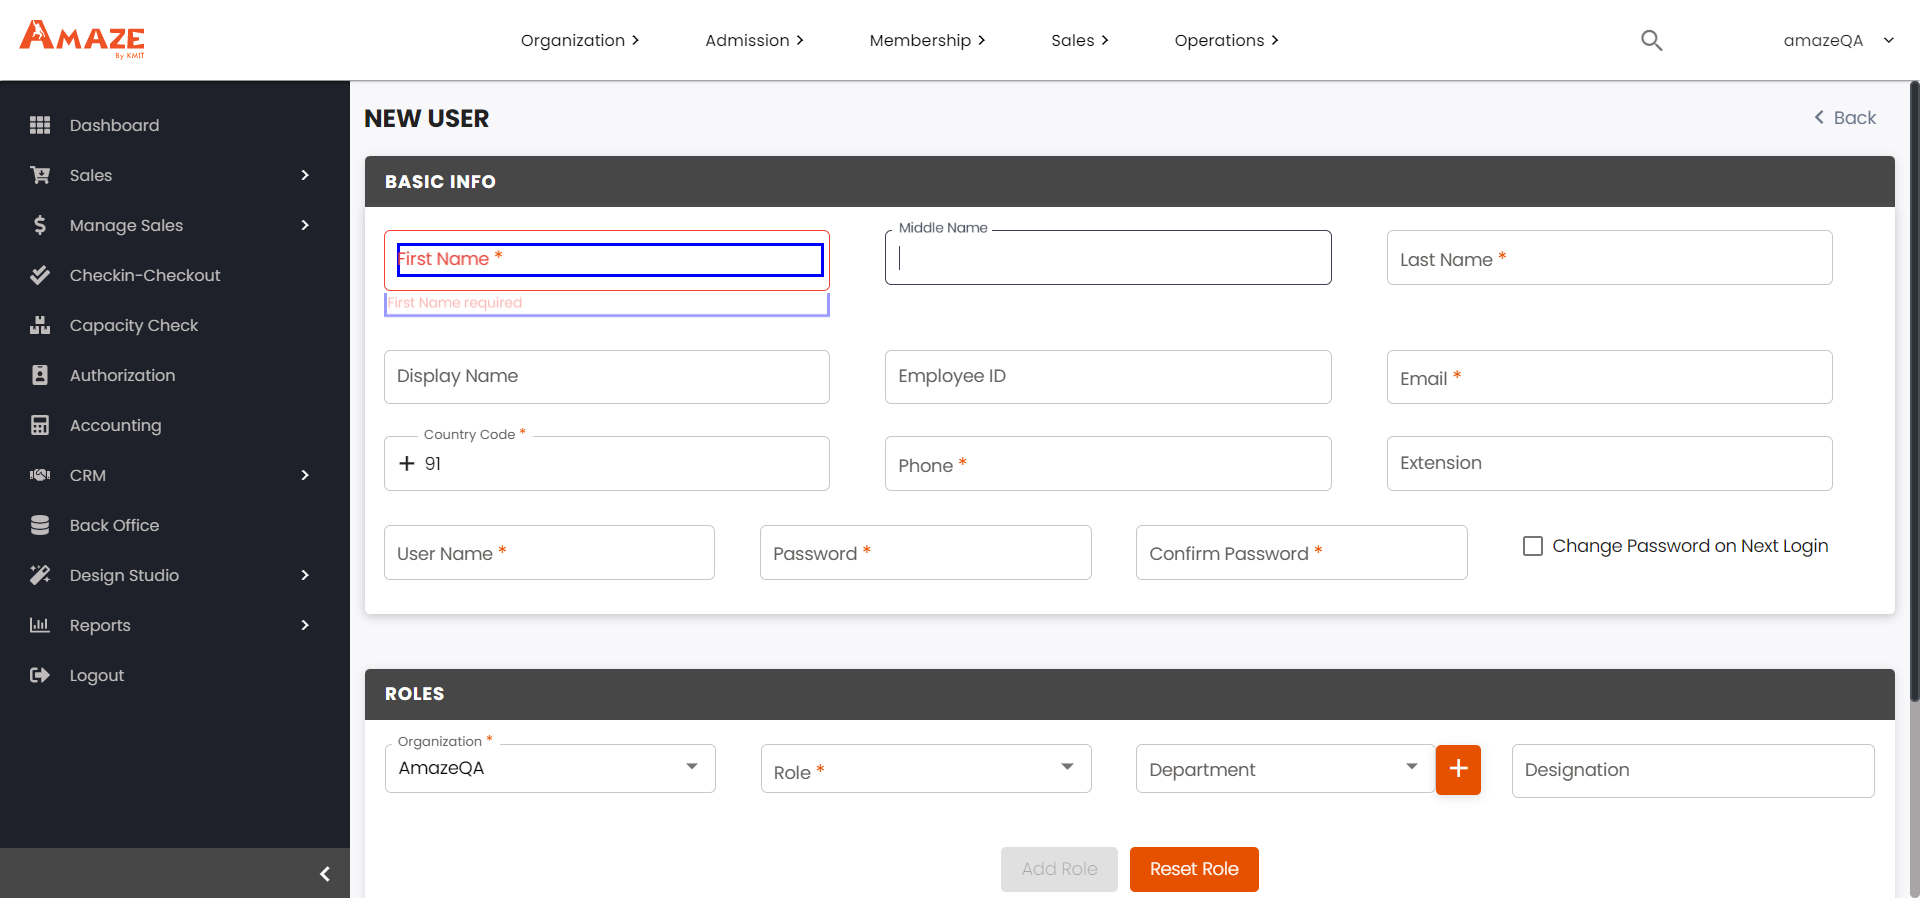 AMAZE
By KMIT
Organization
Admission
Membership
Sales
Operations
amazeQA
Dashboard
Sales
Manage Sales
Checkin-Checkout
Capacity Check
Authorization
Accounting
CRM
Back Office
Design Studio
Reports
Logout
NEW USER
Back
BASIC INFO
First Name *
Middle Name
Last Name *
First Name required
Display Name
Employee ID
Email *
Country Code *
+ 91
Phone *
Extension
User Name *
Password *
Confirm Password *
Change Password on Next Login
ROLES
Organization *
AmazeQA
Role *
Department
+
Designation
Add Role
Reset Role